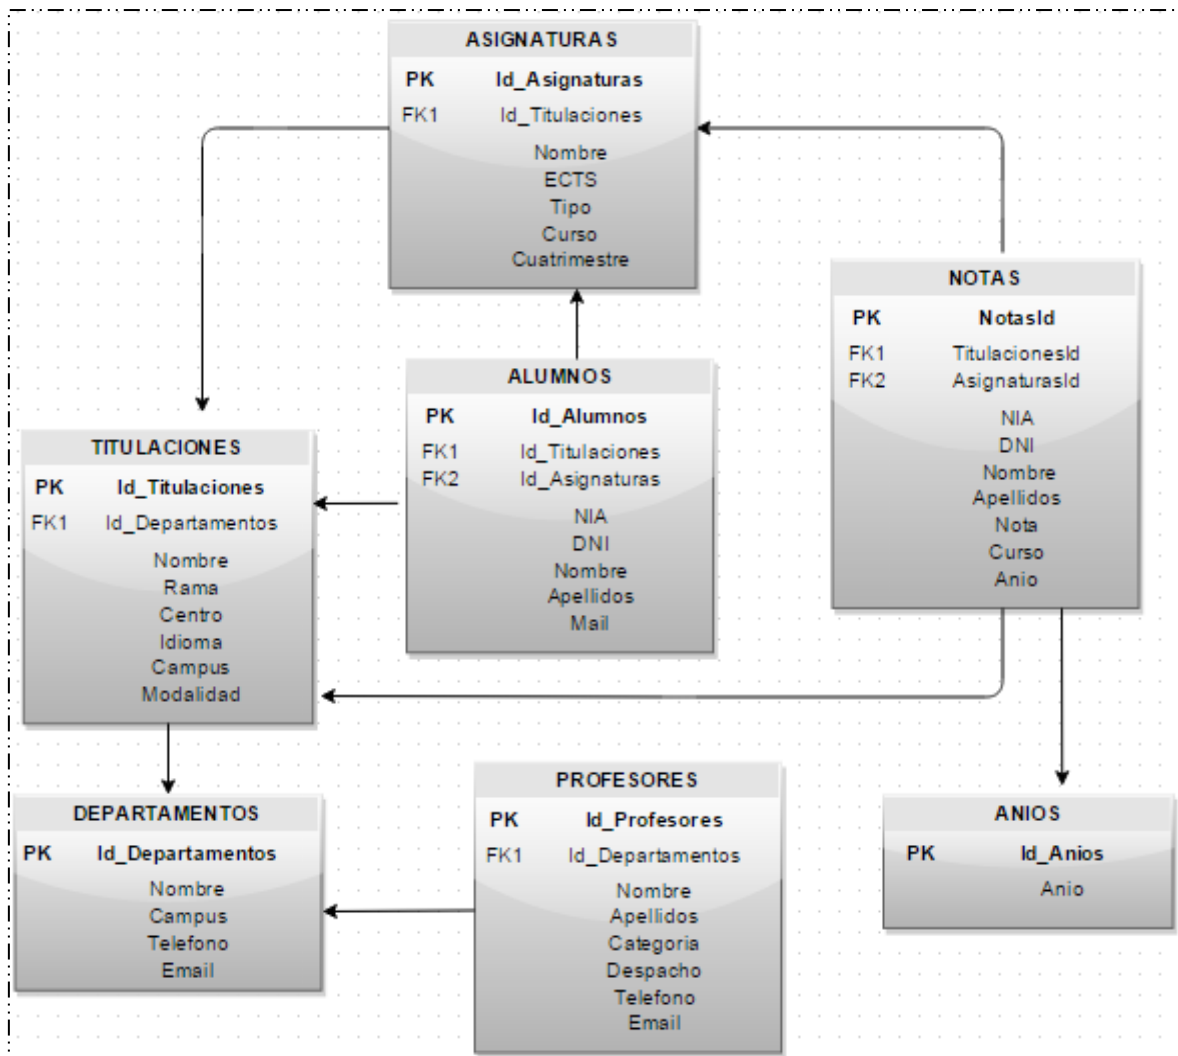 ASIGNATURAS
PK Id_Asignaturas
FK1 Id_Titulaciones
Nombre
ECTS
Tipo
Curso
Cuatrimestre
NOTAS
PK NotasId
FK1 TitulacionesId
FK2 AsignaturasId
NIA
DNI
Nombre
Apellidos
Nota
Curso
Anio
ALUMNOS
PK Id_Alumnos
FK1 Id_Titulaciones
FK2 Id_Asignaturas
NIA
DNI
Nombre
Apellidos
Mail
TITULACIONES
PK Id_Titulaciones
FK1 Id_Departamentos
Nombre
Rama
Centro
Idioma
Campus
Modalidad
DEPARTAMENTOS
PK Id_Departamentos
Nombre
Campus
Telefono
Email
PROFESORES
PK Id_Profesores
FK1 Id_Departamentos
Nombre
Apellidos
Categoria
Despacho
Telefono
Email
ANIOS
PK Id_Anios
Anio